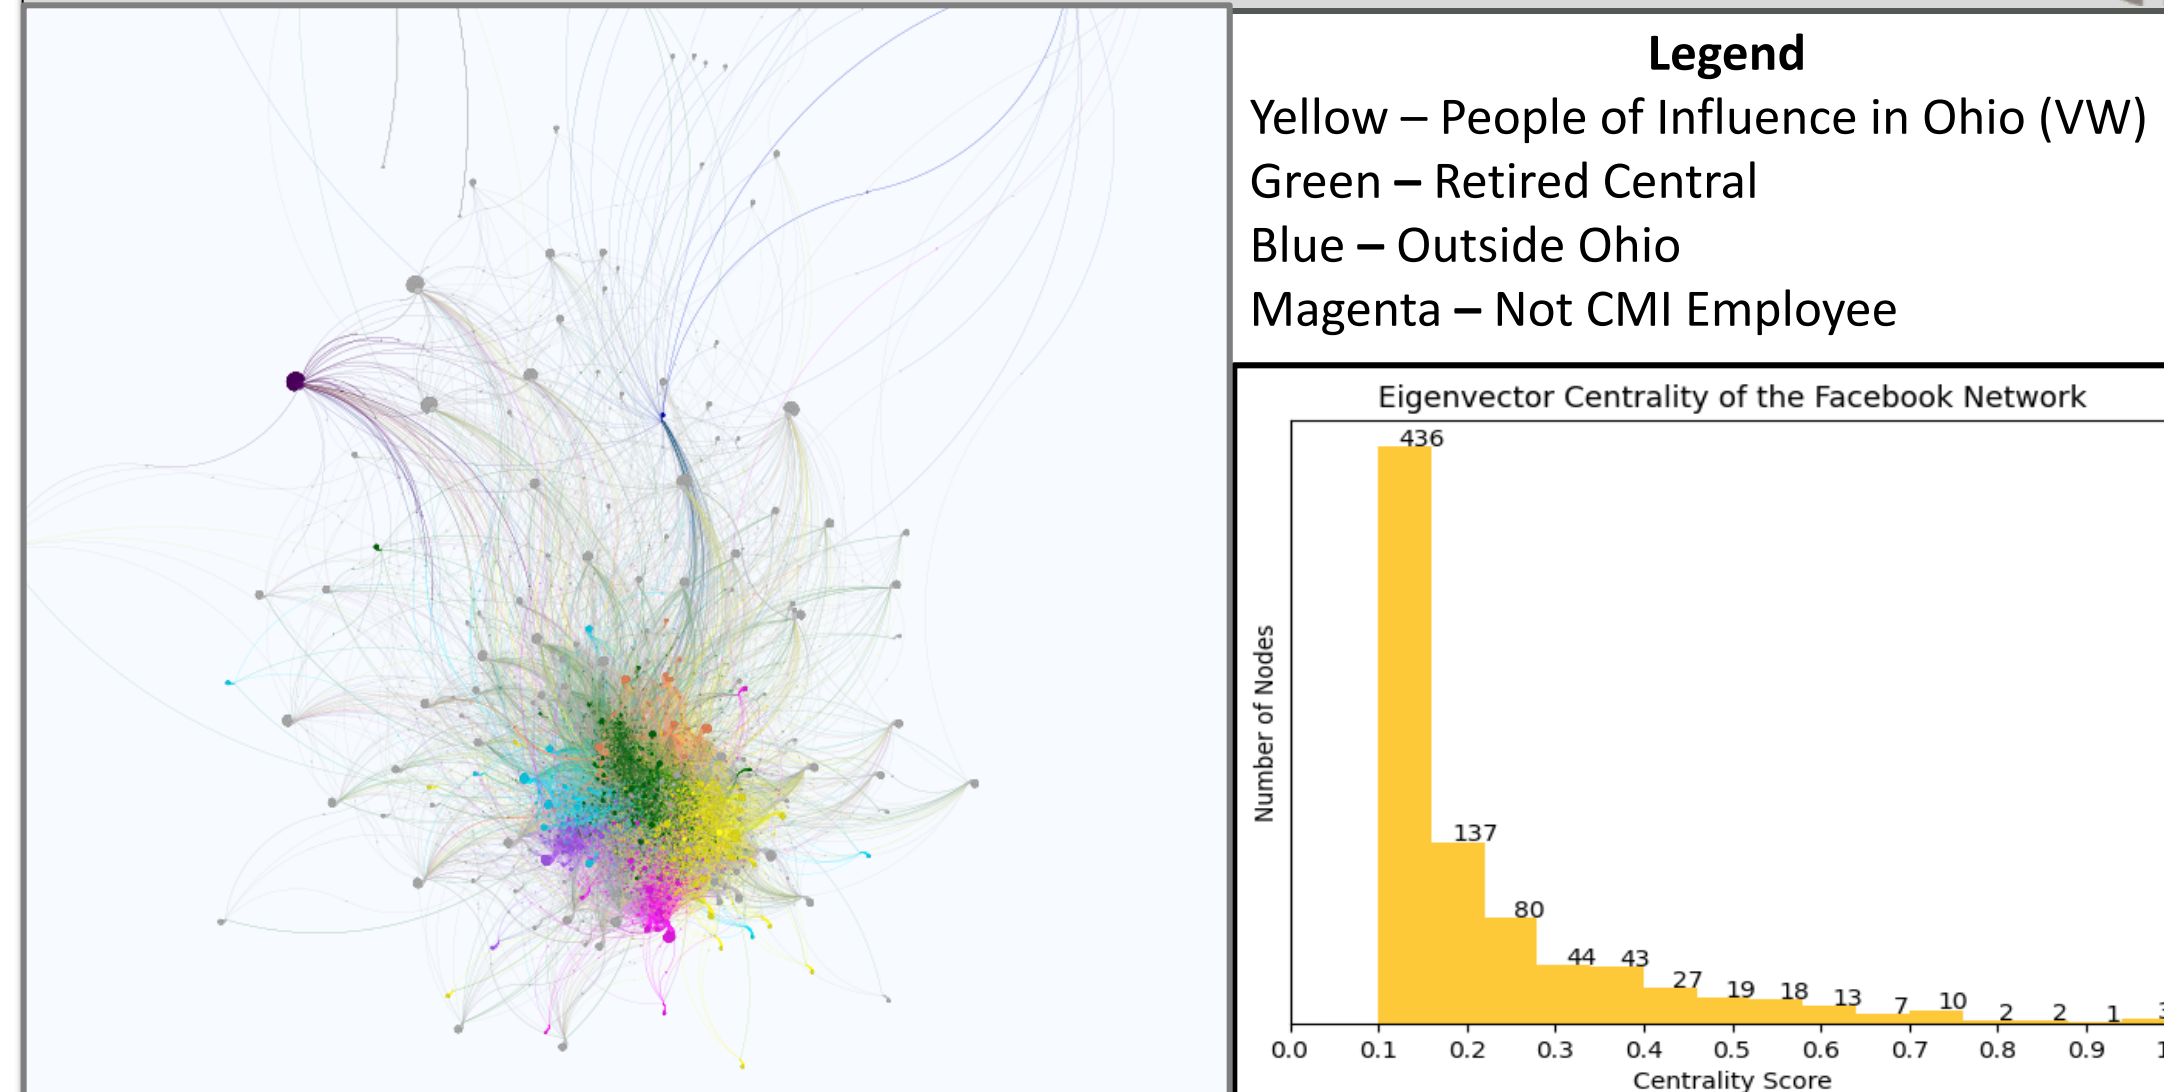 Legend
Yellow – People of Influence in Ohio (VW)
Green – Retired Central
Blue – Outside Ohio
Magenta – Not CMI Employee
Eigenvector Centrality of the Facebook Network
436
137
80
44
43
27
19
18
13
7
10
2
2
1
Number of Nodes
0.0 0.1 0.2 0.3 0.4 0.5 0.6 0.7 0.8 0.9
Centrality Score